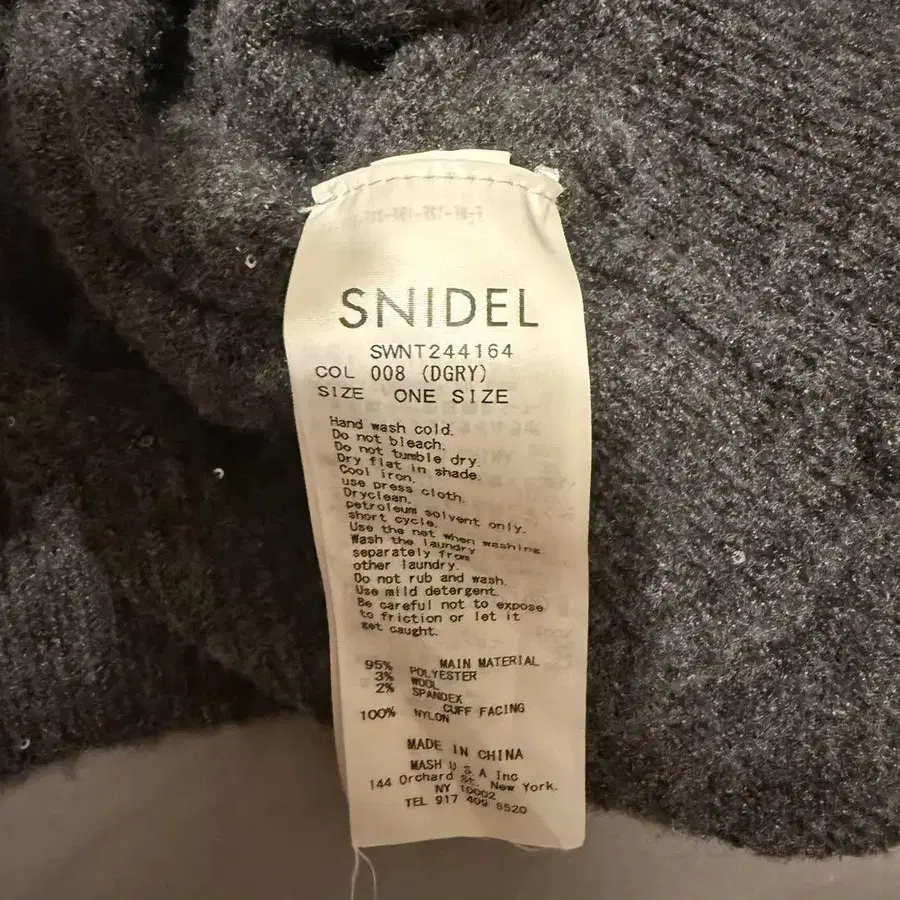 SNIDEL
SWNT244164
COL 008 (DGRY)
SIZE ONE SIZE
Hand wash cold.
Do not bleach.
Do not tumble dry.
Dry flat in shade.
Cool iron,
use press cloth.
Dryclean,
petroleum solvent only.
short cycle.
Use the net when washing.
Wash the laundry
separately from
other laundry.
Do not rub and wash.
Use mild detergent.
Be careful not to expose
to friction or let it
get caught.
MAIN MATERIAL
95% POLYESTER
3% WOOL
2% SPANDEX
CUFF FACING
100% NYLON
MADE IN CHINA
MASH U S A Inc
144 Orchard St. New York.
NY 10002
TEL 917 409 5520